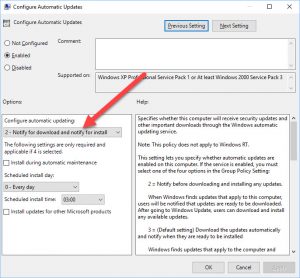 Configure Automatic Updates
Configure Automatic Updates
Previous Setting
Next Setting
Not Configured
Comment:
Enabled
Disabled
Supported on:
Windows XP Professional Service Pack 1 or At least Windows 2000 Service Pack 3
Options:
Help:
Configure automatic updating:
2 - Notify for download and notify for install
The following settings are only required and
applicable if 4 is selected.
Install during automatic maintenance
Scheduled install day:
0 - Every day
Scheduled install time:
03:00
Install updates for other Microsoft products
Specifies whether this computer will receive security updates and
other important downloads through the Windows automatic
updating service.
Note: This policy does not apply to Windows RT.
This setting lets you specify whether automatic updates are
enabled on this computer. If the service is enabled, you must
select one of the four options in the Group Policy Setting:
2 = Notify before downloading and installing any updates.
When Windows finds updates that apply to this computer,
users will be notified that updates are ready to be downloaded.
After going to Windows Update, users can download and install
any available updates.
3 = (Default setting) Download the updates automatically
and notify when they are ready to be installed
Windows finds updates that apply to the computer and
OK
Cancel
Apply